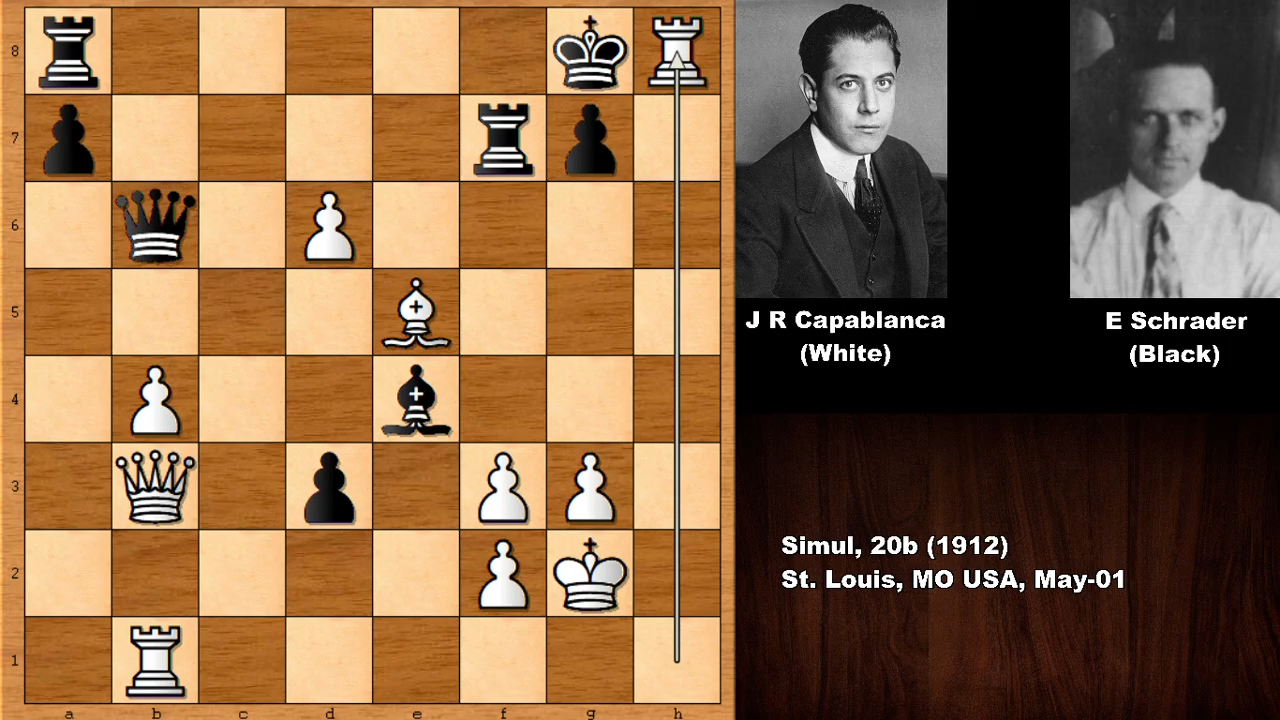 8
7
6
5
4
3
2
1
a b c d e f g h
J R Capablanca
(White)
E Schrader
(Black)
Simul, 20b (1912)
St. Louis, MO USA, May-01